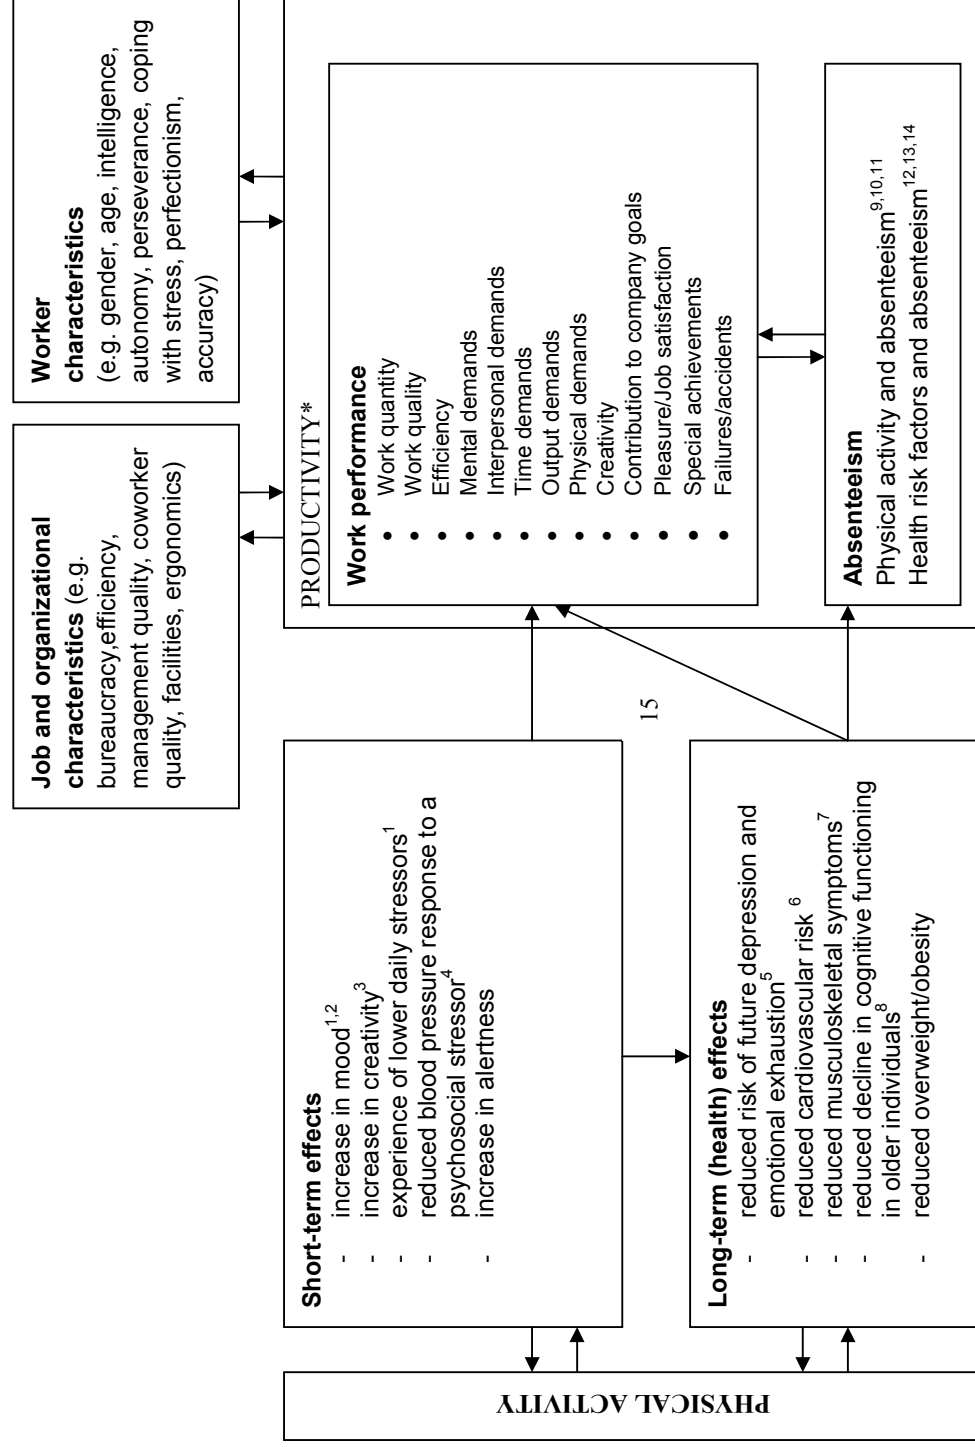 Job and organizational
characteristics (e.g.
bureaucracy,efficiency,
management quality, coworker
quality, facilities, ergonomics)
Worker
characteristics
(e.g. gender, age, intelligence,
autonomy, perseverance, coping
with stress, perfectionism,
accuracy)
PHYSICAL ACTIVITY
Short-term effects
- increase in mood1,2
- increase in creativity3
- experience of lower daily stressors1
- reduced blood pressure response to a
psychosocial stressor4
- increase in alertness
Long-term (health) effects
- reduced risk of future depression and
emotional exhaustion5
- reduced cardiovascular risk 6
- reduced musculoskeletal symptoms7
- reduced decline in cognitive functioning
in older individuals8
- reduced overweight/obesity
15
PRODUCTIVITY*
Work performance
• Work quantity
• Work quality
• Efficiency
• Mental demands
• Interpersonal demands
• Time demands
• Output demands
• Physical demands
• Creativity
• Contribution to company goals
• Pleasure/Job satisfaction
• Special achievements
• Failures/accidents
Absenteeism
Physical activity and absenteeism9,10,11
Health risk factors and absenteeism12,13,14